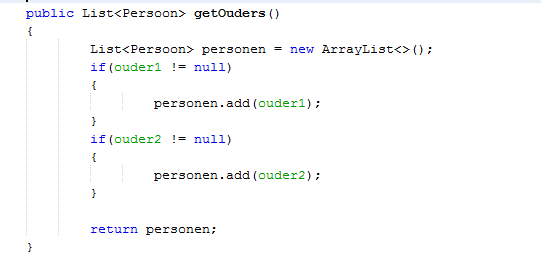 public List<Persoon> getOuders()
{
List<Persoon> personen = new ArrayList<>();
if(ouder1 != null)
{
personen.add(ouder1);
}
if(ouder2 != null)
{
personen.add(ouder2);
}
return personen;
}